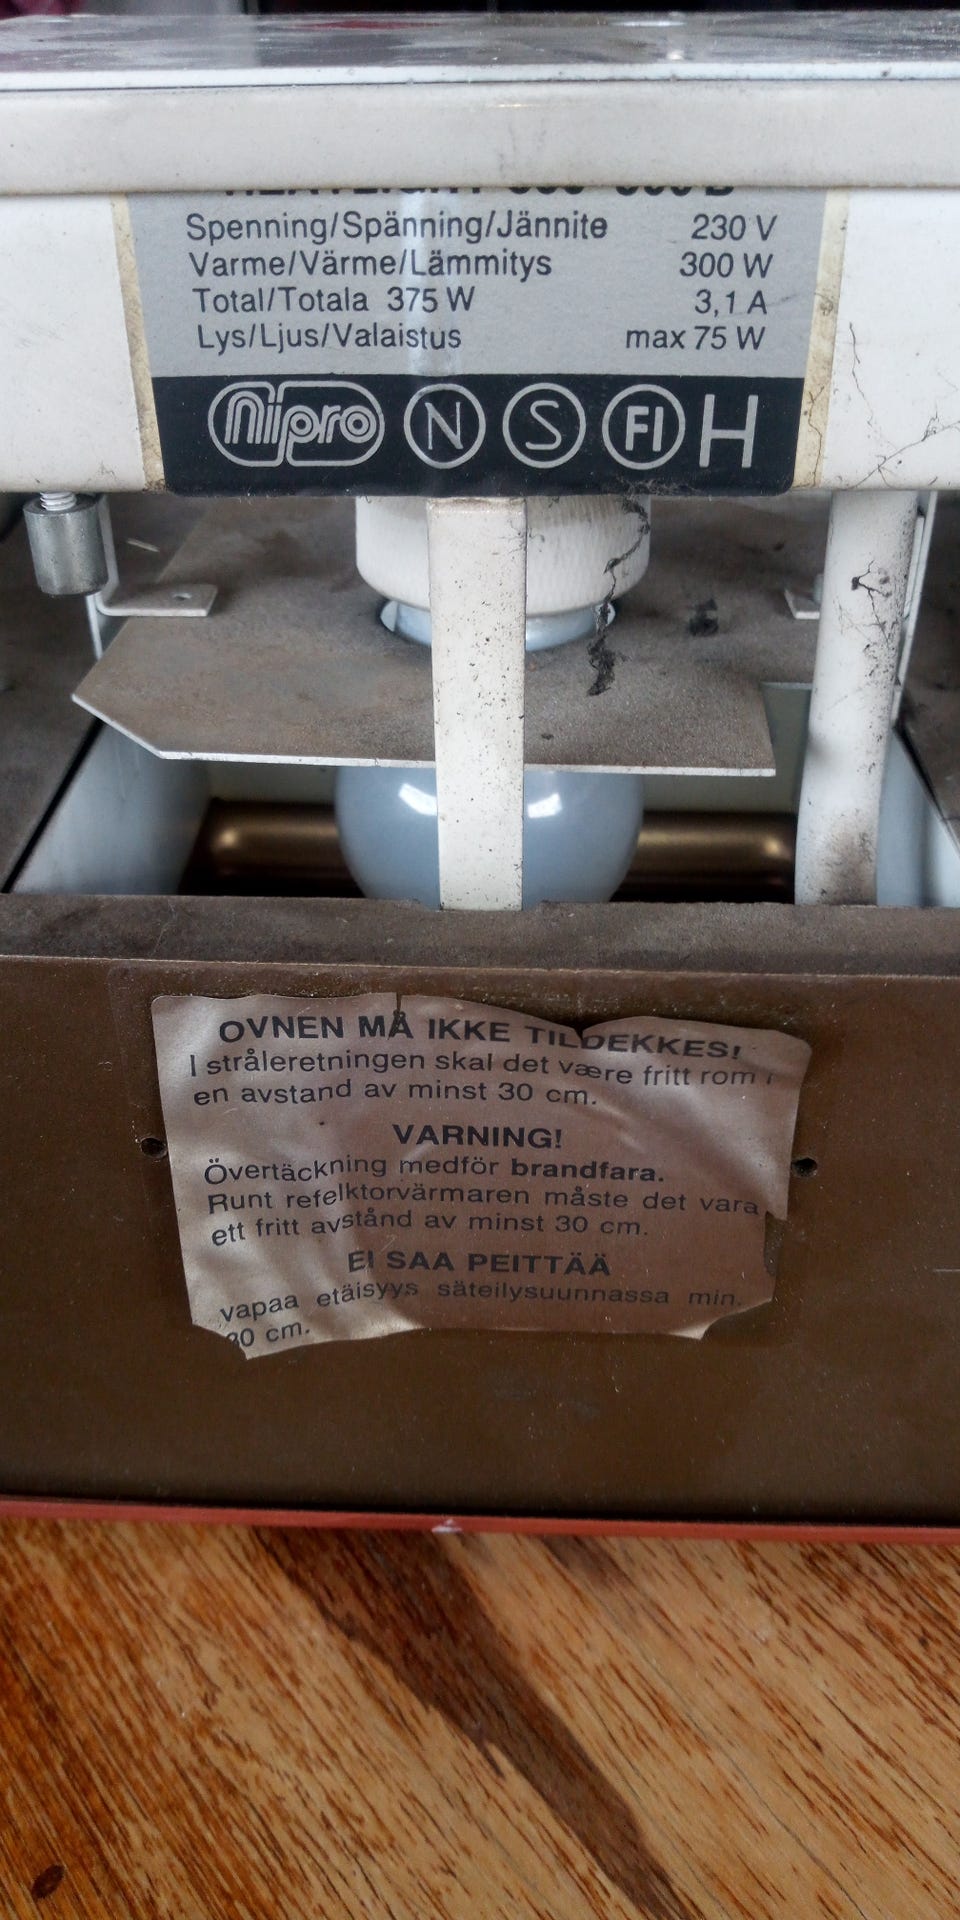 Spenning/Spänning/Jännite 230 V
Varme/Värme/Lämmitys 300 W
Total/Totala 375 W 3,1 A
Lys/Ljus/Valaistus max 75 W
Nipro N S FI H
OVNEN MÅ IKKE TILDEKKES!
I stråleretningen skal det være fritt rom i
en avstand av minst 30 cm.
VARNING!
Övertäckning medför brandfara.
Runt refelktorvärmaren måste det vara
ett fritt avstånd av minst 30 cm.
EI SAA PEITTÄÄ
vapaa etäisyys säteilysuunnassa min.
30 cm.